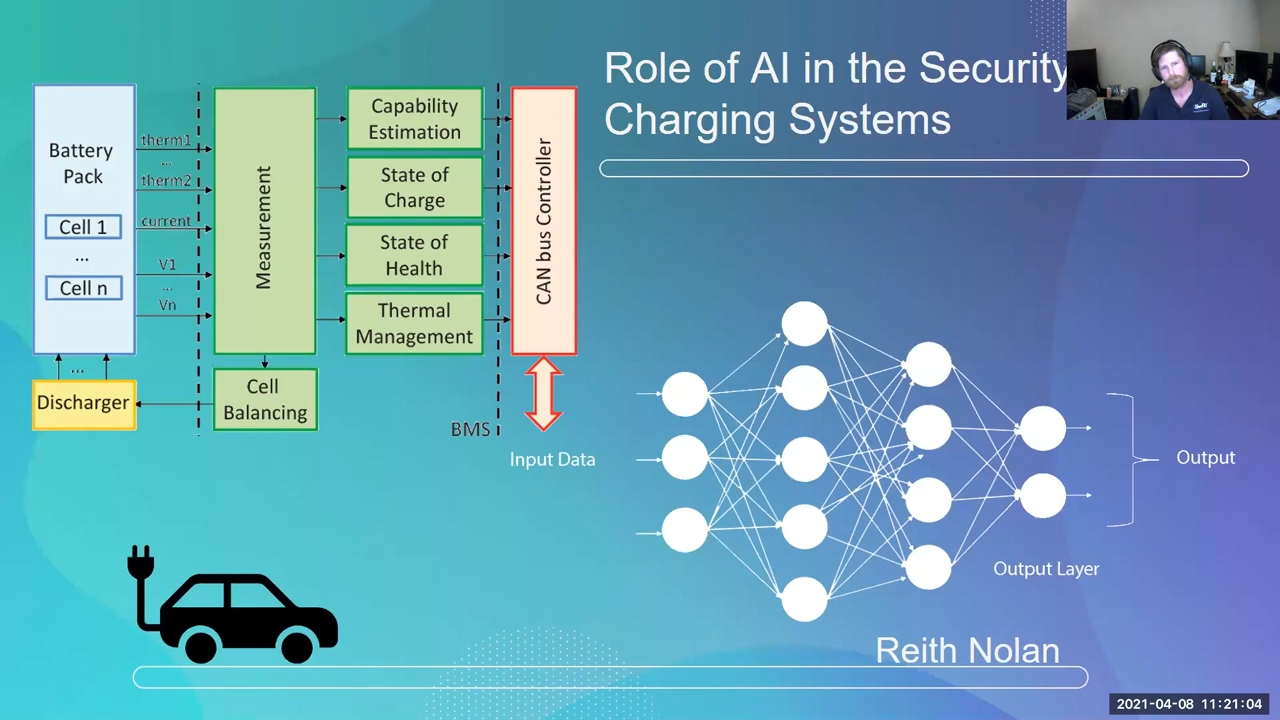 Role of AI in the Security
Charging Systems
Battery
Pack
Cell 1
...
Cell n
therm1
...
therm2
current
V1
...
Vn
Measurement
Capability
Estimation
State of
Charge
State of
Health
Thermal
Management
CAN bus Controller
...
Discharger
Cell
Balancing
BMS
Input Data
Output
Output Layer
Reith Nolan
2021-04-08 11:21:04